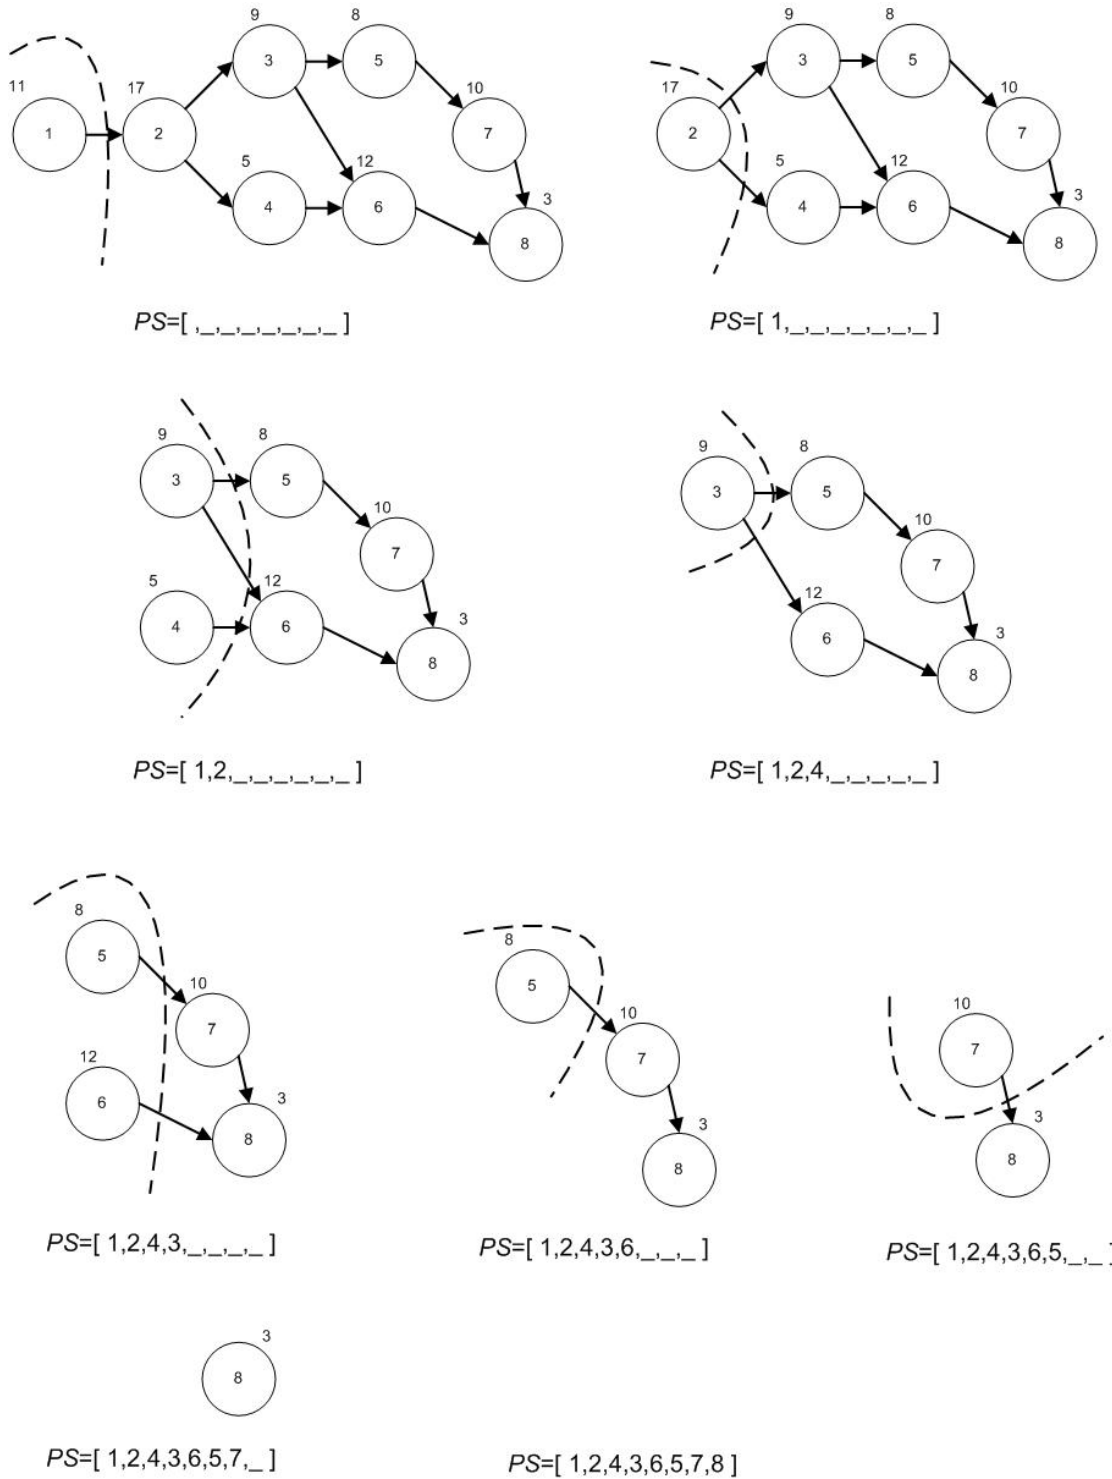 9 8
11 17 3 5 10
1 2 5 12 7
4 6 3
8
PS=[ ,_,_,_,_,_,_,_ ]
9 8
17 3 5 10
2 5 12 7
4 6 3
8
PS=[ 1,_,_,_,_,_,_,_ ]
9 8
3 5 10
5 12 7
4 6 3
8
PS=[ 1,2,_,_,_,_,_,_ ]
9 8
3 5 10
12 7
6 3
8
PS=[ 1,2,4,_,_,_,_,_ ]
8
5 10
12 7
6 3
8
PS=[ 1,2,4,3,_,_,_,_ ]
8
5 10
7
3
8
PS=[ 1,2,4,3,6,_,_,_ ]
10
7
3
8
PS=[ 1,2,4,3,6,5,_,_ ]
3
8
PS=[ 1,2,4,3,6,5,7,_ ]
PS=[ 1,2,4,3,6,5,7,8 ]